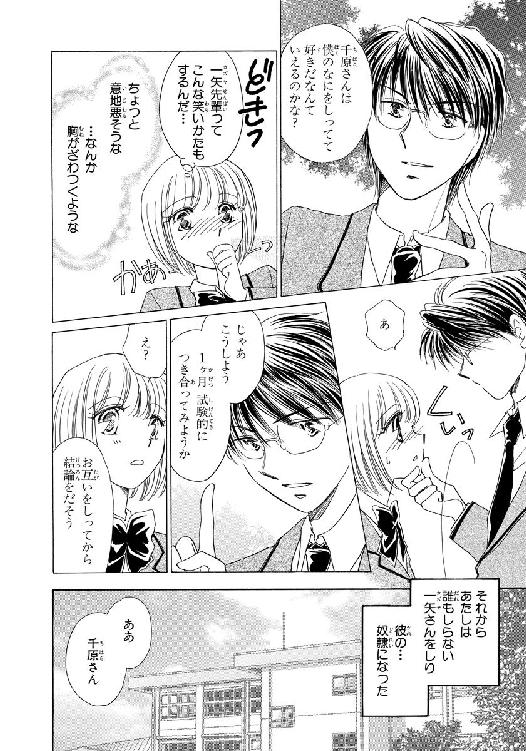 千原さんは
僕のなにをしってて
好きだなんて
いえるのかな?
どきっ
一矢先輩って
こんな笑いかたも
するんだ…
ちょっと
意地悪そうな
…なんか
胸がざわつくような
かあ…
あ
ぐいっ
じゃあ
こうしよう
1ヶ月 試験的に
つき合ってみようか
え?
お互いをしってから
結論をだそう
それから
あたしは
誰もしらない
一矢さんをしり
彼の…
奴隷になった
ああ
千原さん